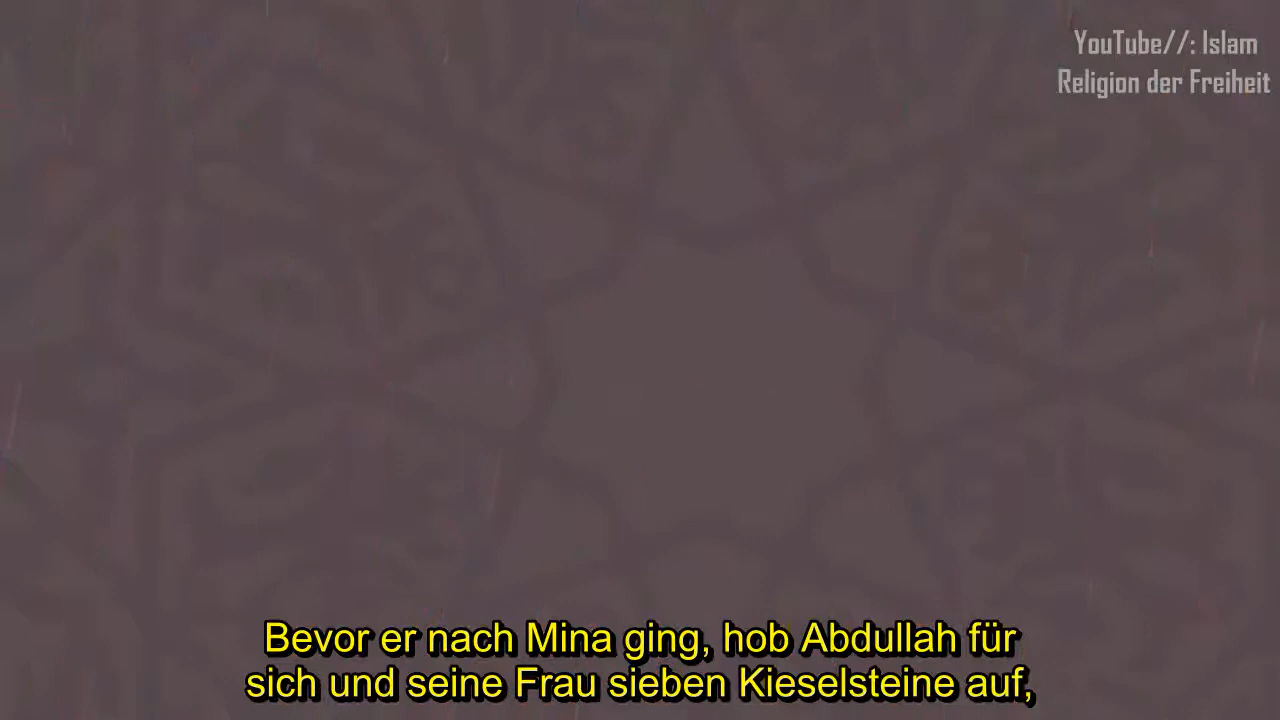 YouTube//: Islam
Religion der Freiheit
Bevor er nach Mina ging, hob Abdullah für
sich und seine Frau sieben Kieselsteine auf,